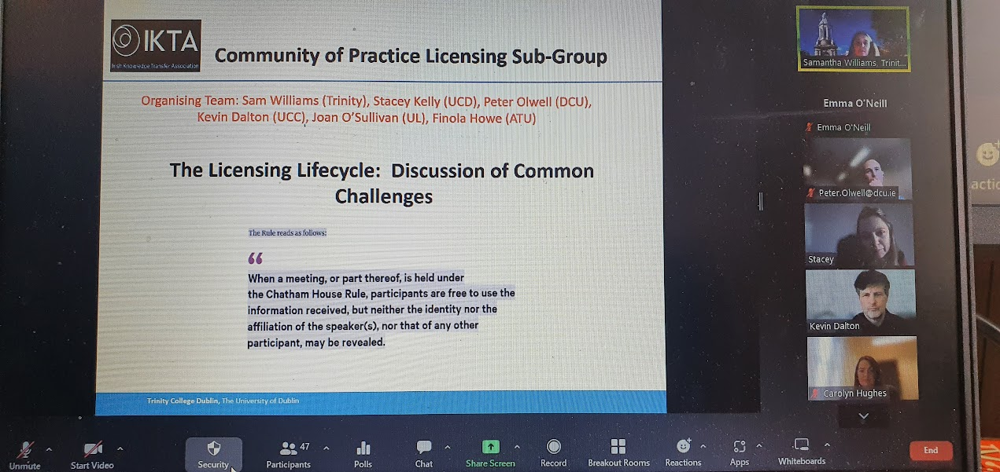 IKTA
Irish Knowledge Transfer Association
Community of Practice Licensing Sub-Group
Organising Team: Sam Williams (Trinity), Stacey Kelly (UCD), Peter Olwell (DCU),
Kevin Dalton (UCC), Joan O'Sullivan (UL), Finola Howe (ATU)
The Licensing Lifecycle: Discussion of Common
Challenges
The Rule reads as follows:
“
When a meeting, or part thereof, is held under
the Chatham House Rule, participants are free to use the
information received, but neither the identity nor the
affiliation of the speaker(s), nor that of any other
participant, may be revealed.
Trinity College Dublin, The University of Dublin
Samantha Williams, Trinit...
Emma O'Neill
Emma O'Neill
Peter.Olwell@dcu.ie
Stacey
Kevin Dalton
Carolyn Hughes
actio
Unmute
Start Video
Security
47
Participants
Polls
Chat
Share Screen
Record
Breakout Rooms
Reactions
Apps
Whiteboards
End